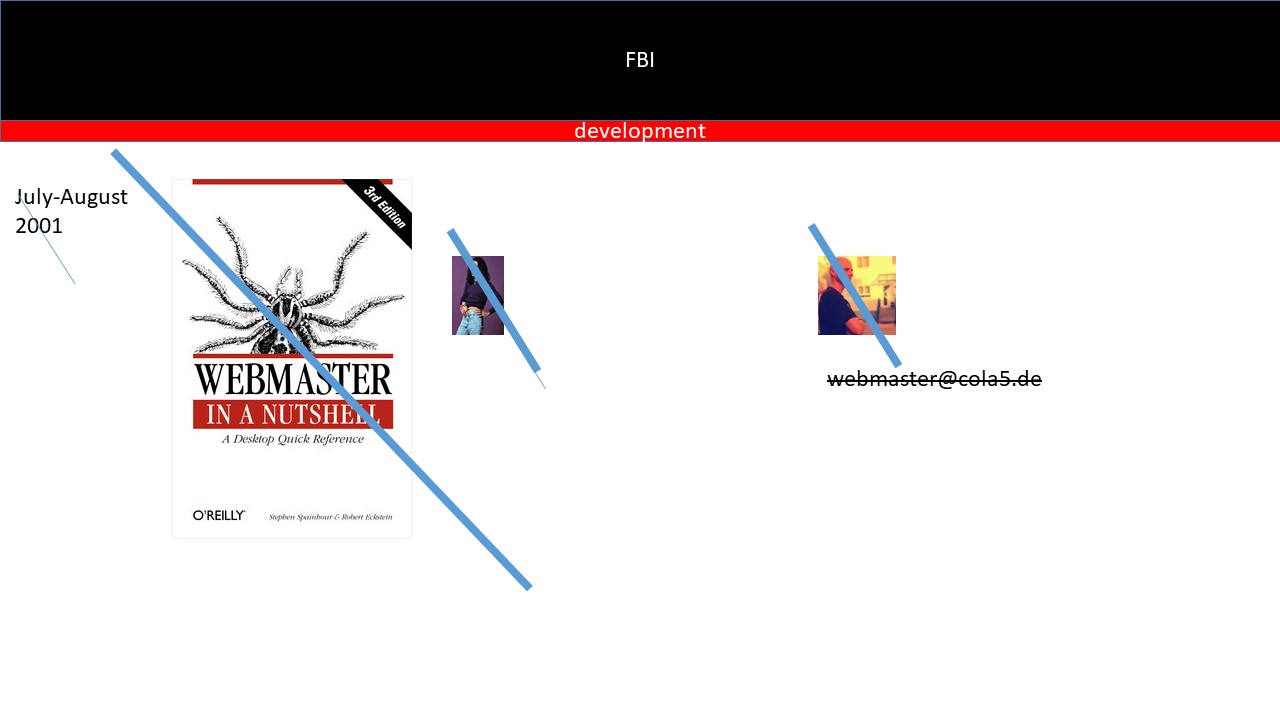 FBI
development
July-August
2001
3rd Edition
WEBMASTER
IN A NUTSHELL
A Desktop Quick Reference
O'REILLY
Stephen Spainhour & Robert Eckstein
webmaster@cola5.de